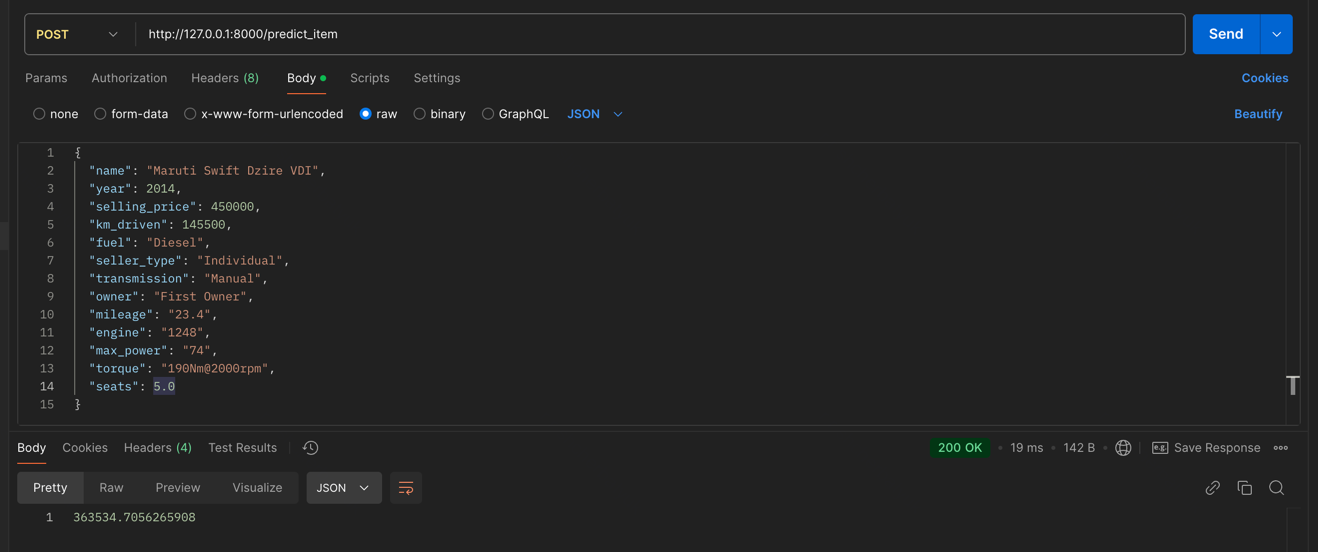 POST http://127.0.0.1:8000/predict_item Send
Params Authorization Headers (8) Body Scripts Settings Cookies
none form-data x-www-form-urlencoded raw binary GraphQL JSON Beautify
1 {
2 "name": "Maruti Swift Dzire VDI",
3 "year": 2014,
4 "selling_price": 450000,
5 "km_driven": 145500,
6 "fuel": "Diesel",
7 "seller_type": "Individual",
8 "transmission": "Manual",
9 "owner": "First Owner",
10 "mileage": "23.4",
11 "engine": "1248",
12 "max_power": "74",
13 "torque": "190Nm@2000rpm",
14 "seats": 5.0
15 }
T
Body Cookies Headers (4) Test Results 200 OK • 19 ms • 142 B • e.g. Save Response
Pretty Raw Preview Visualize JSON
1 363534.7056265908